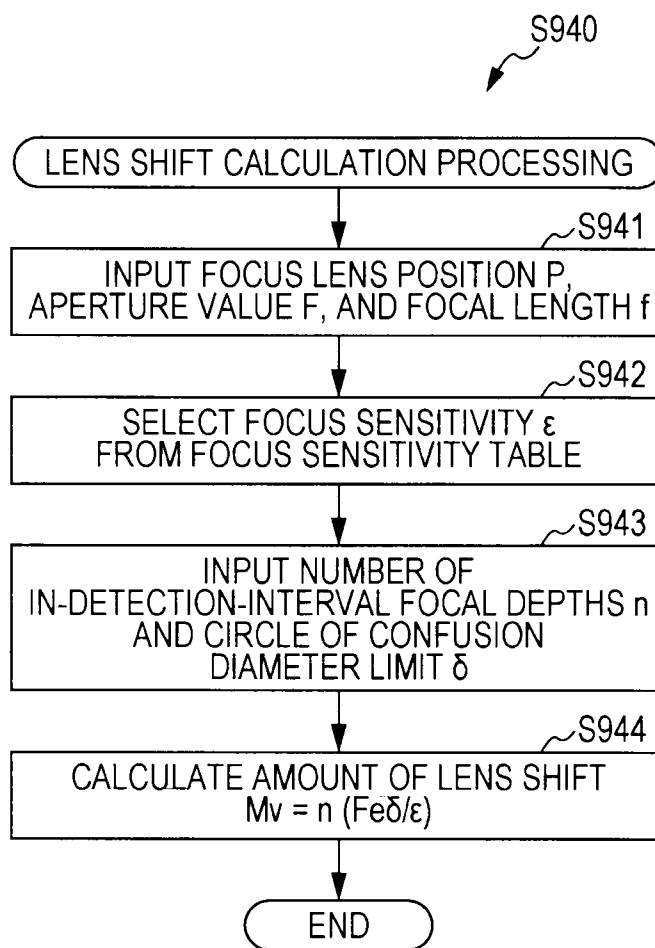 S940
LENS SHIFT CALCULATION PROCESSING
S941
INPUT FOCUS LENS POSITION P,
APERTURE VALUE F, AND FOCAL LENGTH f
S942
SELECT FOCUS SENSITIVITY ε
FROM FOCUS SENSITIVITY TABLE
S943
INPUT NUMBER OF
IN-DETECTION-INTERVAL FOCAL DEPTHS n
AND CIRCLE OF CONFUSION
DIAMETER LIMIT δ
S944
CALCULATE AMOUNT OF LENS SHIFT
Mv = n (Feδ/ε)
END